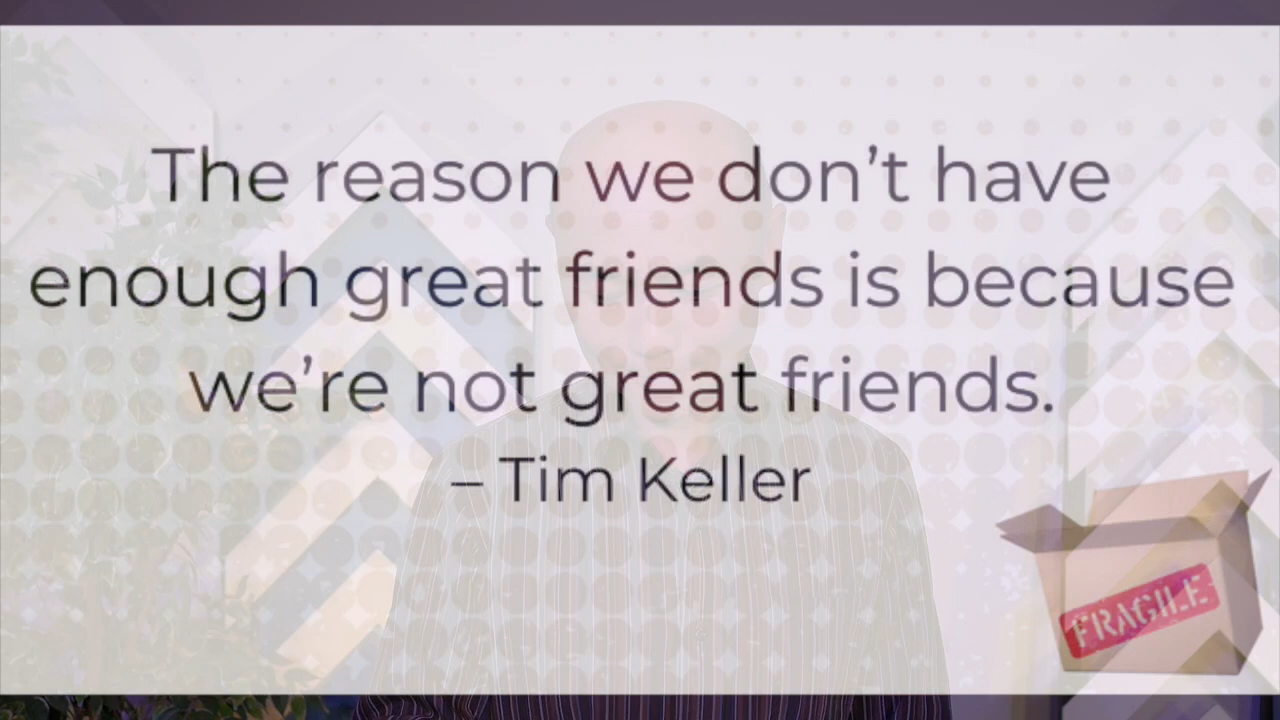 The reason we don’t have
enough great friends is because
we’re not great friends.
– Tim Keller
FRAGILE